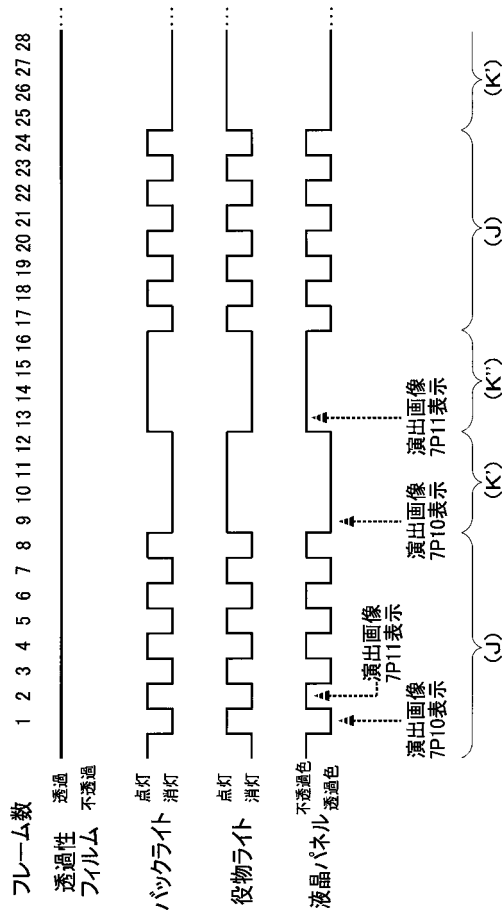 フレーム数 1 2 3 4 5 6 7 8 9 10 11 12 13 14 15 16 17 18 19 20 21 22 23 24 25 26 27 28 …
透過性
フィルム
透過
不透過
…
バックライト
点灯
消灯
…
役物ライト
点灯
消灯
…
液晶パネル
不透過色
透過色
…
演出画像
7P10表示
演出画像
7P11表示
演出画像
7P10表示
演出画像
7P11表示
(J) (K') (K'') (J) (K')